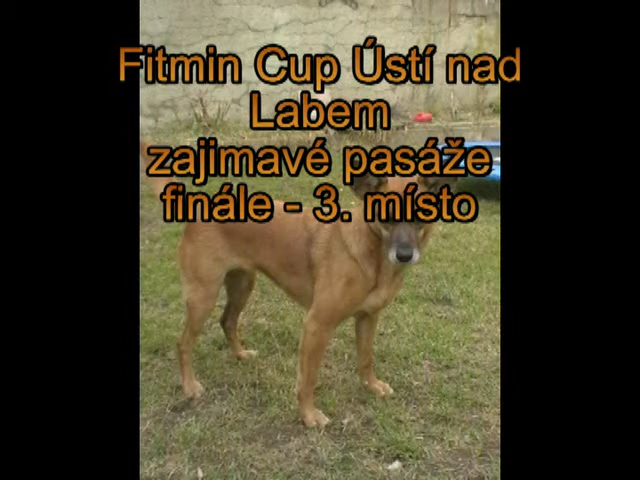 Fitmin Cup Ústí nad
Labem
zajimavé pasáže
finále - 3. místo